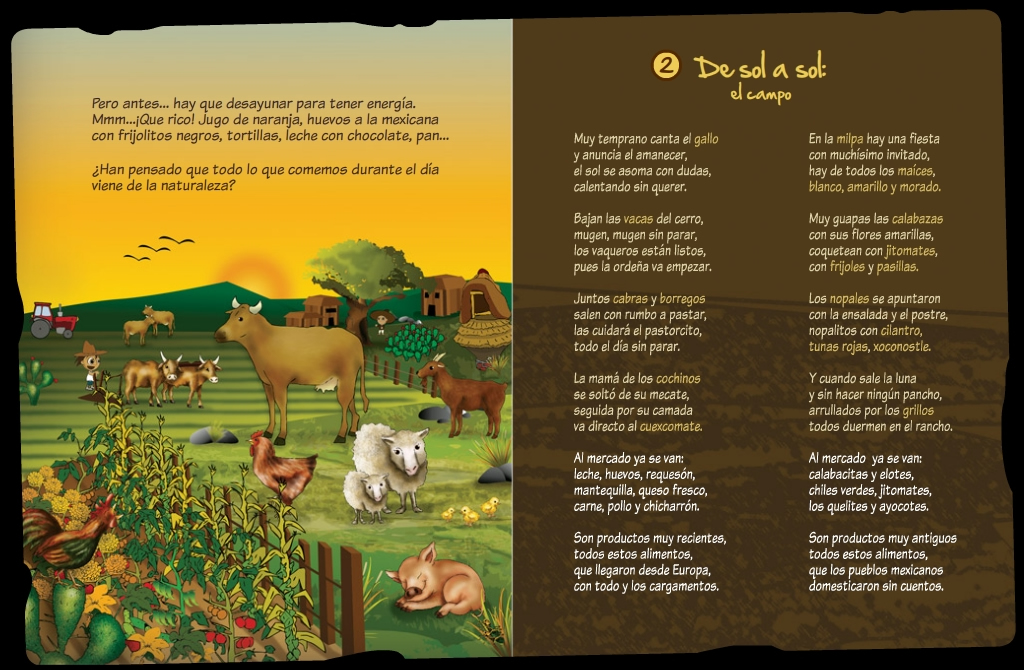 Pero antes... hay que desayunar para tener energía.
Mmm...¡Que rico! Jugo de naranja, huevos a la mexicana
con frijolitos negros, tortillas, leche con chocolate, pan...
¿Han pensado que todo lo que comemos durante el día
viene de la naturaleza?
2 De sol a sol:
el campo
Muy temprano canta el gallo
y anuncia el amanecer,
el sol se asoma con dudas,
calentando sin querer.
Bajan las vacas del cerro,
mugen, mugen sin parar,
los vaqueros están listos,
pues la ordeña va empezar.
Juntos cabras y borregos
salen con rumbo a pastar,
las cuidará el pastorcito,
todo el día sin parar.
La mamá de los cochinos
se soltó de su mecate,
seguida por su camada
va directo al cuexcomate.
Al mercado ya se van:
leche, huevos, requesón,
mantequilla, queso fresco,
carne, pollo y chicharrón.
Son productos muy recientes,
todos estos alimentos,
que llegaron desde Europa,
con todo y los cargamentos.
En la milpa hay una fiesta
con muchísimo invitado,
hay de todos los maíces,
blanco, amarillo y morado.
Muy guapas las calabazas
con sus flores amarillas,
coquetean con jitomates,
con frijoles y pasillas.
Los nopales se apuntaron
con la ensalada y el postre,
nopalitos con cilantro,
tunas rojas, xoconostle.
Y cuando sale la luna
y sin hacer ningún pancho,
arrullados por los grillos
todos duermen en el rancho.
Al mercado ya se van:
calabacitas y elotes,
chiles verdes, jitomates,
los quelites y ayocotes.
Son productos muy antiguos
todos estos alimentos,
que los pueblos mexicanos
domesticaron sin cuentos.